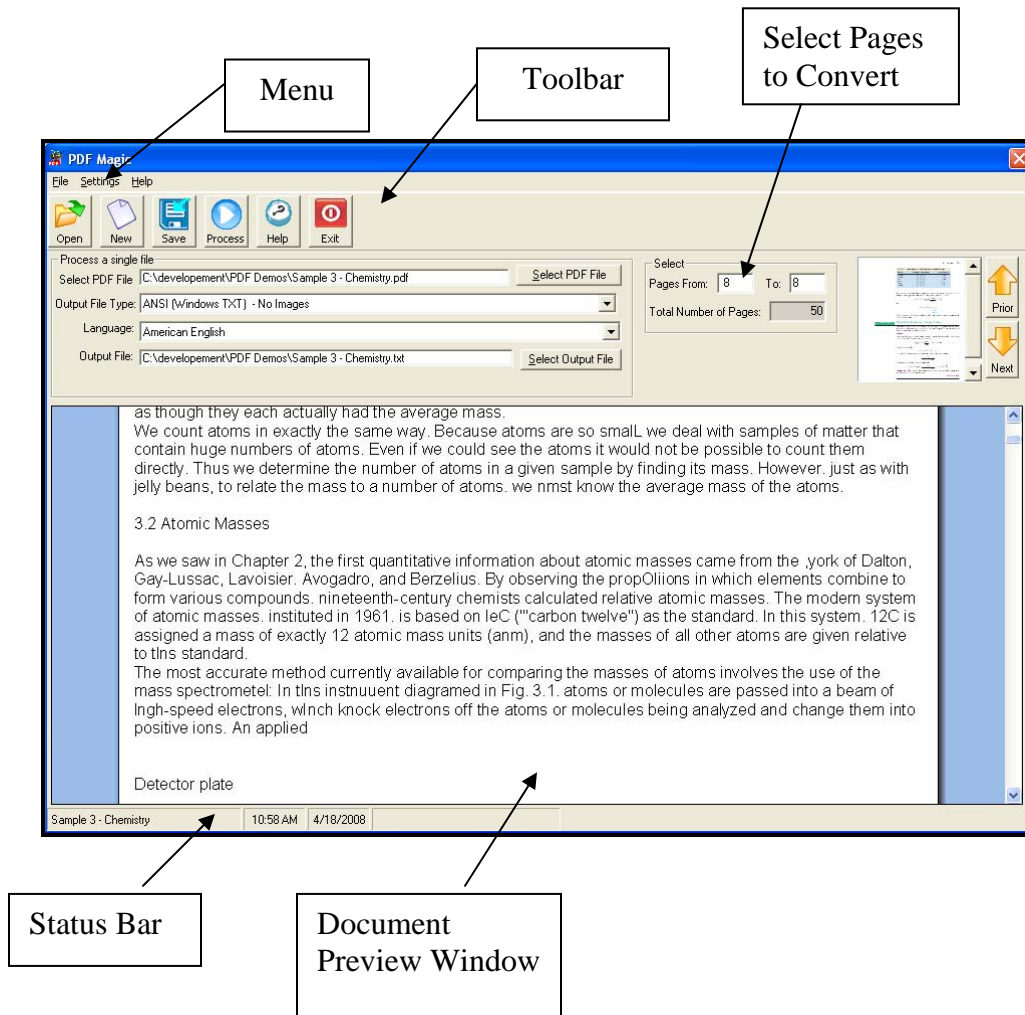 Select Pages
to Convert
Menu
Toolbar
PDF Magic
File Settings Help
Open New Save Process Help Exit
Process a single file
Select PDF File C:\developement\PDF Demos\Sample 3 - Chemistry.pdf Select PDF File
Output File Type: ANSI (Windows TXT) - No Images
Language: American English
Output File: C:\developement\PDF Demos\Sample 3 - Chemistry.txt Select Output File
Select
Pages From: 8 To: 8
Total Number of Pages: 50
Prior
Next
as though they each actually had the average mass.
We count atoms in exactly the same way. Because atoms are so smalL we deal with samples of matter that
contain huge numbers of atoms. Even if we could see the atoms it would not be possible to count them
directly. Thus we determine the number of atoms in a given sample by finding its mass. However. just as with
jelly beans, to relate the mass to a number of atoms. we nmst know the average mass of the atoms.
3.2 Atomic Masses
As we saw in Chapter 2, the first quantitative information about atomic masses came from the ,york of Dalton,
Gay-Lussac, Lavoisier. Avogadro, and Berzelius. By observing the propOliions in which elements combine to
form various compounds. nineteenth-century chemists calculated relative atomic masses. The modern system
of atomic masses. instituted in 1961. is based on leC ("'carbon twelve") as the standard. In this system. 12C is
assigned a mass of exactly 12 atomic mass units (anm), and the masses of all other atoms are given relative
to tlns standard.
The most accurate method currently available for comparing the masses of atoms involves the use of the
mass spectrometel: In tlns instnuuent diagramed in Fig. 3.1. atoms or molecules are passed into a beam of
lngh-speed electrons, wlnch knock electrons off the atoms or molecules being analyzed and change them into
positive ions. An applied
Detector plate
Sample 3 - Chemistry 10:58 AM 4/18/2008
Status Bar
Document
Preview Window